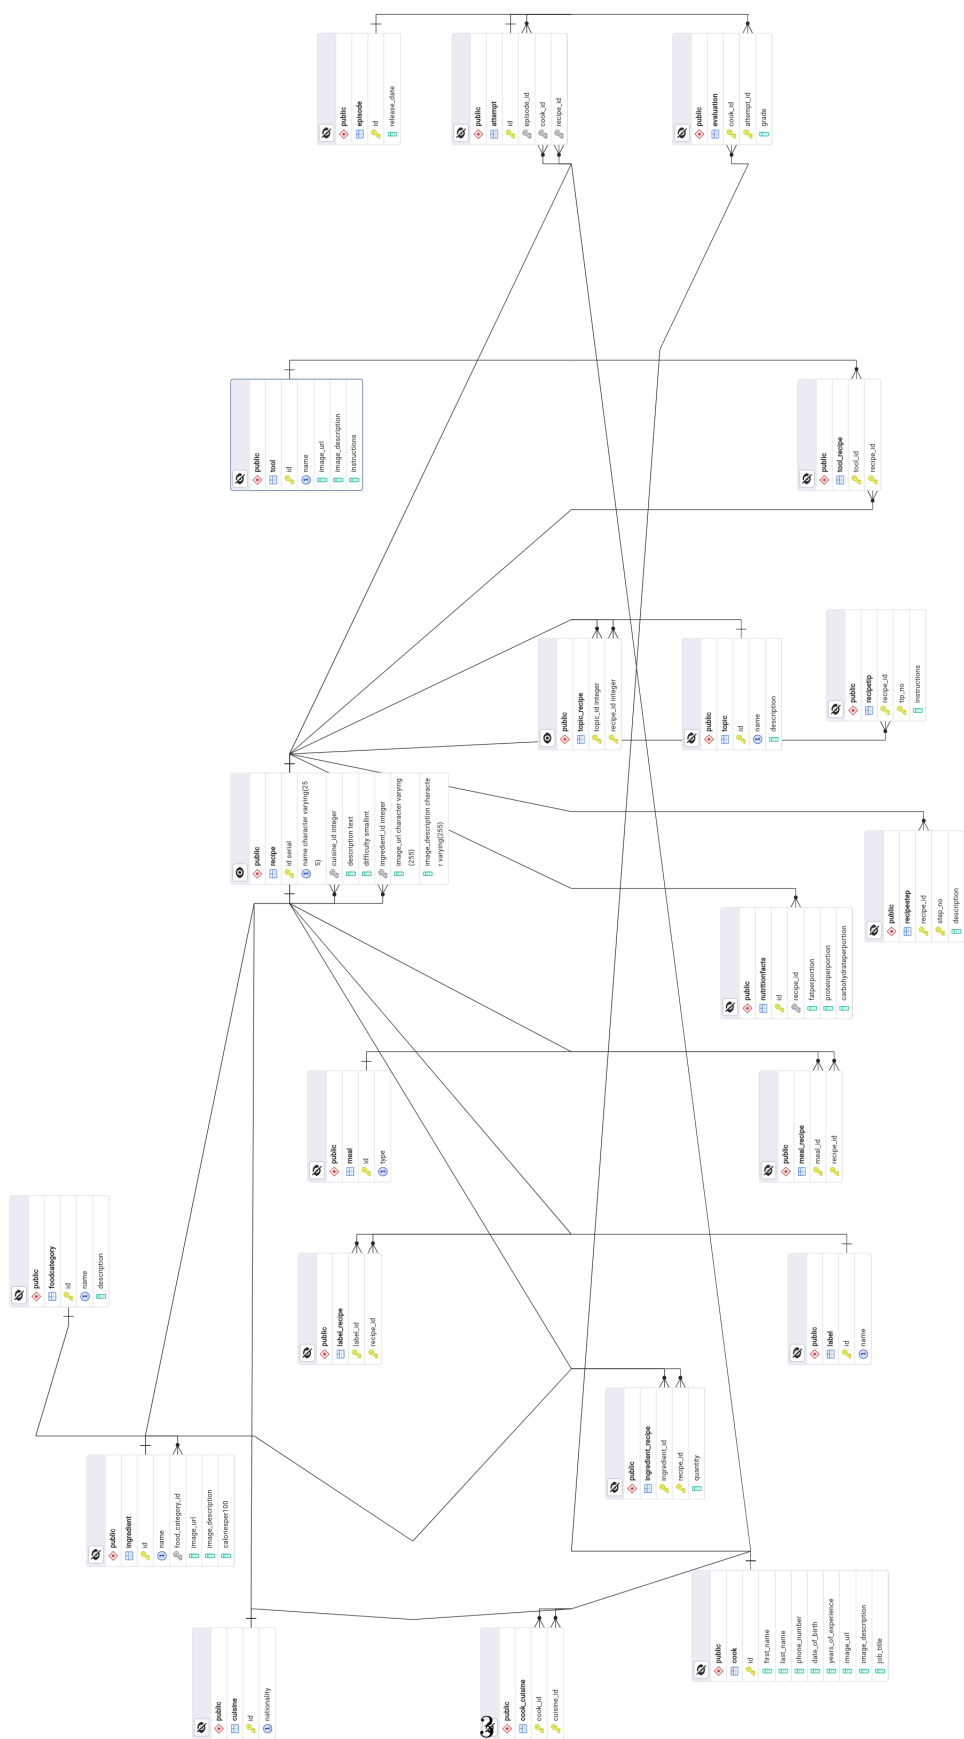 public
episode
id
release_date
public
attempt
id
episode_id
cook_id
recipe_id
public
evaluation
cook_id
attempt_id
grade
public
tool
id
name
image_url
image_description
instructions
public
tool_recipe
tool_id
recipe_id
public
topic_recipe
topic_id integer
recipe_id integer
public
topic
id
name
description
public
recipetip
recipe_id
tip_no
instructions
public
recipe
id serial
name character varying(25
5)
cuisine_id integer
description text
difficulty smallint
ingredient_id integer
image_url character varying
(255)
image_description characte
r varying(255)
public
recipestep
recipe_id
step_no
description
public
nutritionfacts
id
recipe_id
fatperportion
proteinperportion
carbohydrateperportion
public
meal
id
type
public
meal_recipe
meal_id
recipe_id
public
foodcategory
id
name
description
public
label_recipe
label_id
recipe_id
public
label
id
name
public
ingredient
id
name
food_category_id
image_url
image_description
caloriesper100
public
ingredient_recipe
ingredient_id
recipe_id
quantity
public
cuisine
id
nationality
3
public
cook_cuisine
cook_id
cuisine_id
public
cook
id
first_name
last_name
phone_number
date_of_birth
years_of_experience
image_url
image_description
job_title